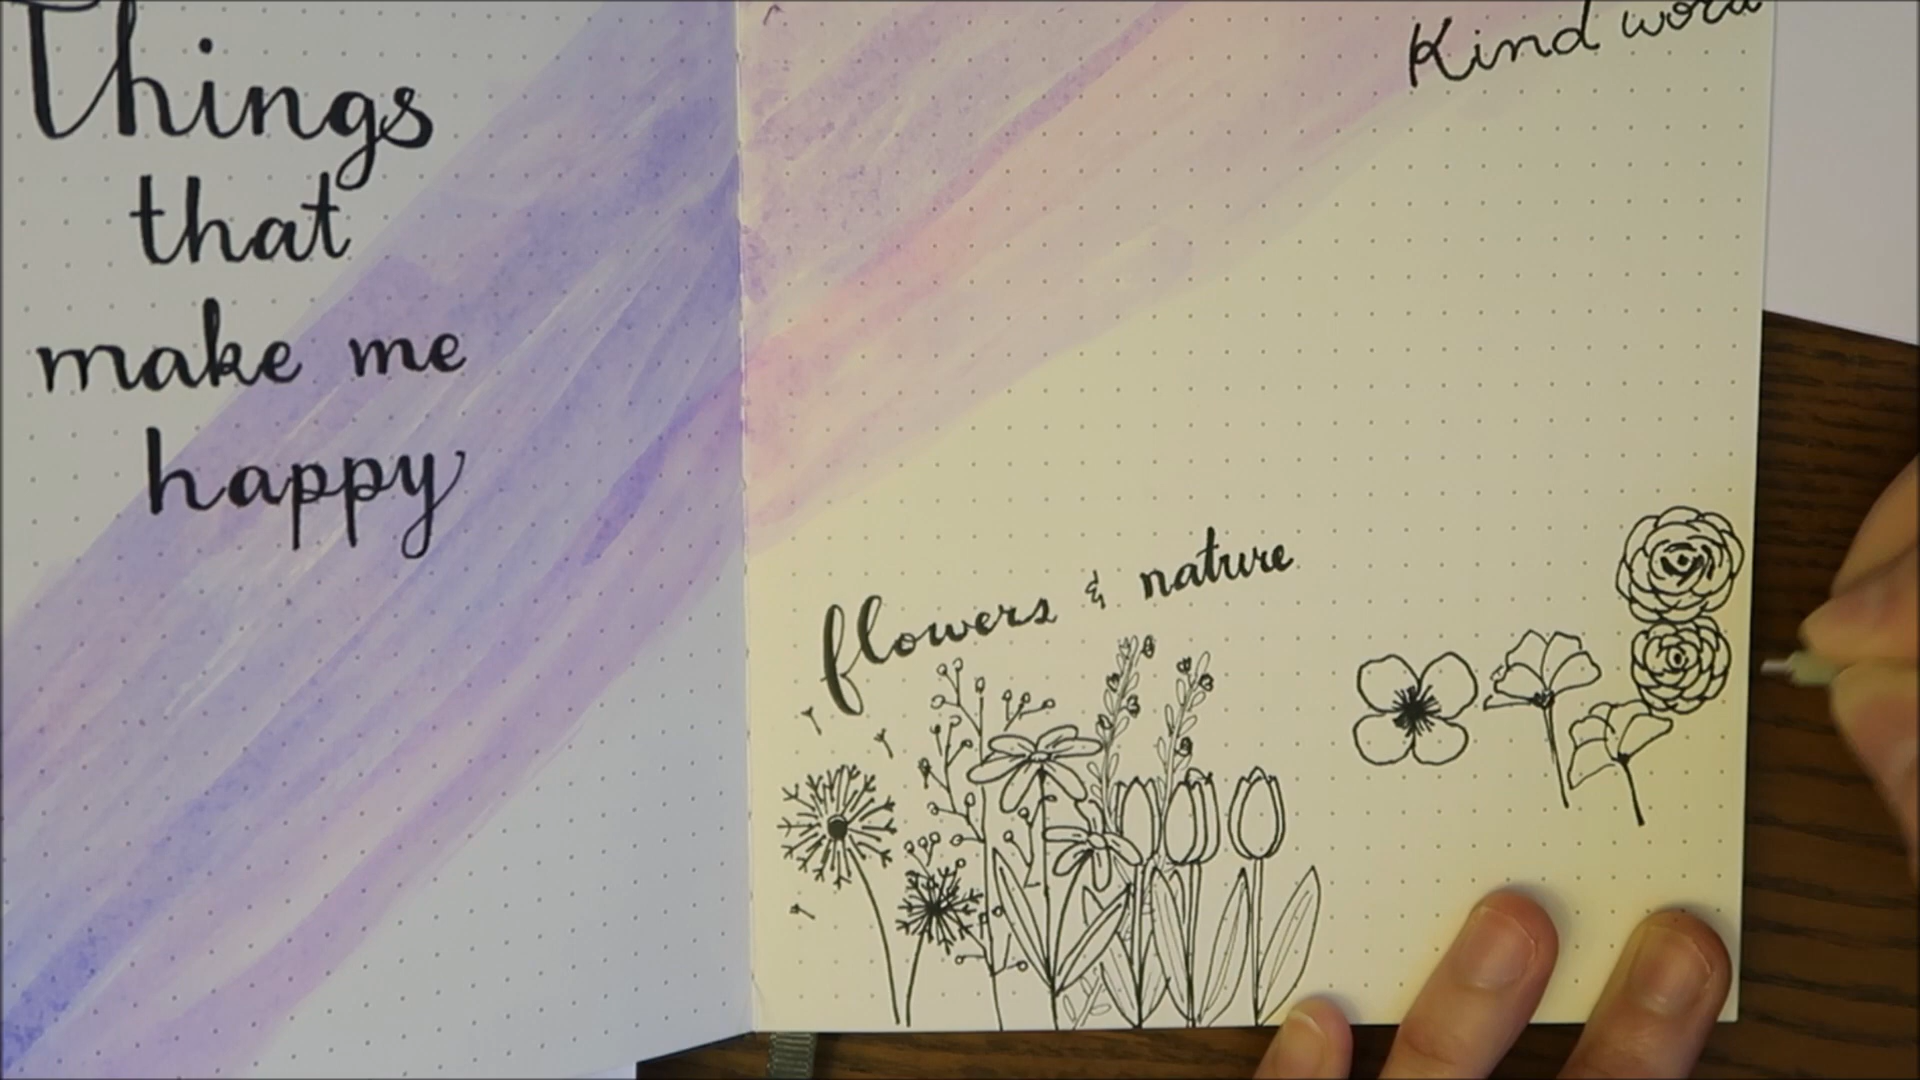 Things
that
make me
happy
Kind
flowers & nature